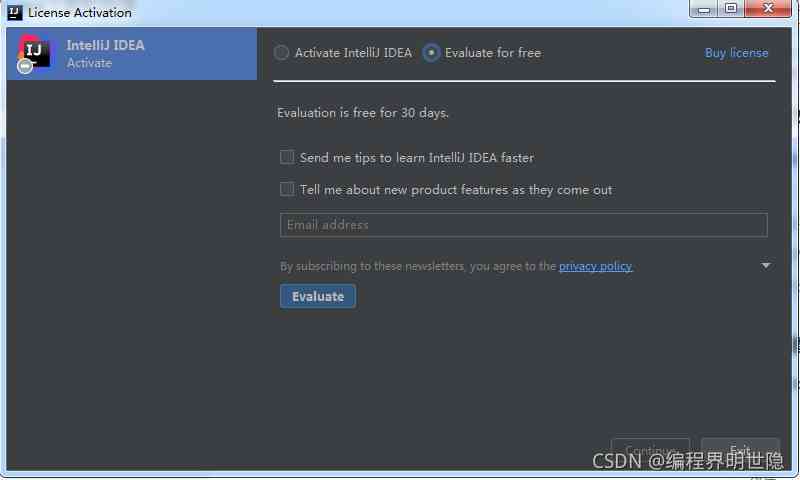 License Activation
IntelliJ IDEA
Activate
Activate IntelliJ IDEA Evaluate for free Buy license
Evaluation is free for 30 days.
Send me tips to learn IntelliJ IDEA faster
Tell me about new product features as they come out
Email address
By subscribing to these newsletters, you agree to the privacy policy
Evaluate
Continue Exit
CSDN @编程界明世隐